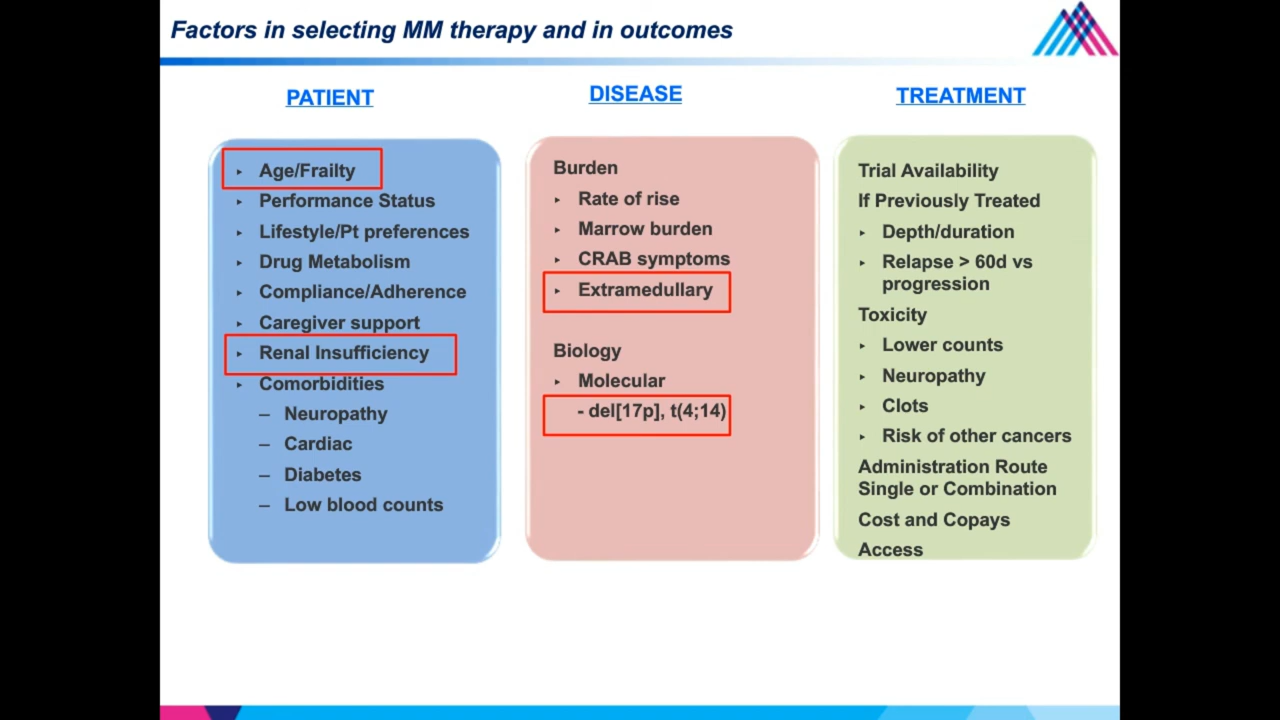 Factors in selecting MM therapy and in outcomes
PATIENT
‣ Age/Frailty
‣ Performance Status
‣ Lifestyle/Pt preferences
‣ Drug Metabolism
‣ Compliance/Adherence
‣ Caregiver support
‣ Renal Insufficiency
‣ Comorbidities
– Neuropathy
– Cardiac
– Diabetes
– Low blood counts
DISEASE
Burden
‣ Rate of rise
‣ Marrow burden
‣ CRAB symptoms
‣ Extramedullary
Biology
‣ Molecular
- del[17p], t(4;14)
TREATMENT
Trial Availability
If Previously Treated
‣ Depth/duration
‣ Relapse > 60d vs
progression
Toxicity
‣ Lower counts
‣ Neuropathy
‣ Clots
‣ Risk of other cancers
Administration Route
Single or Combination
Cost and Copays
Access